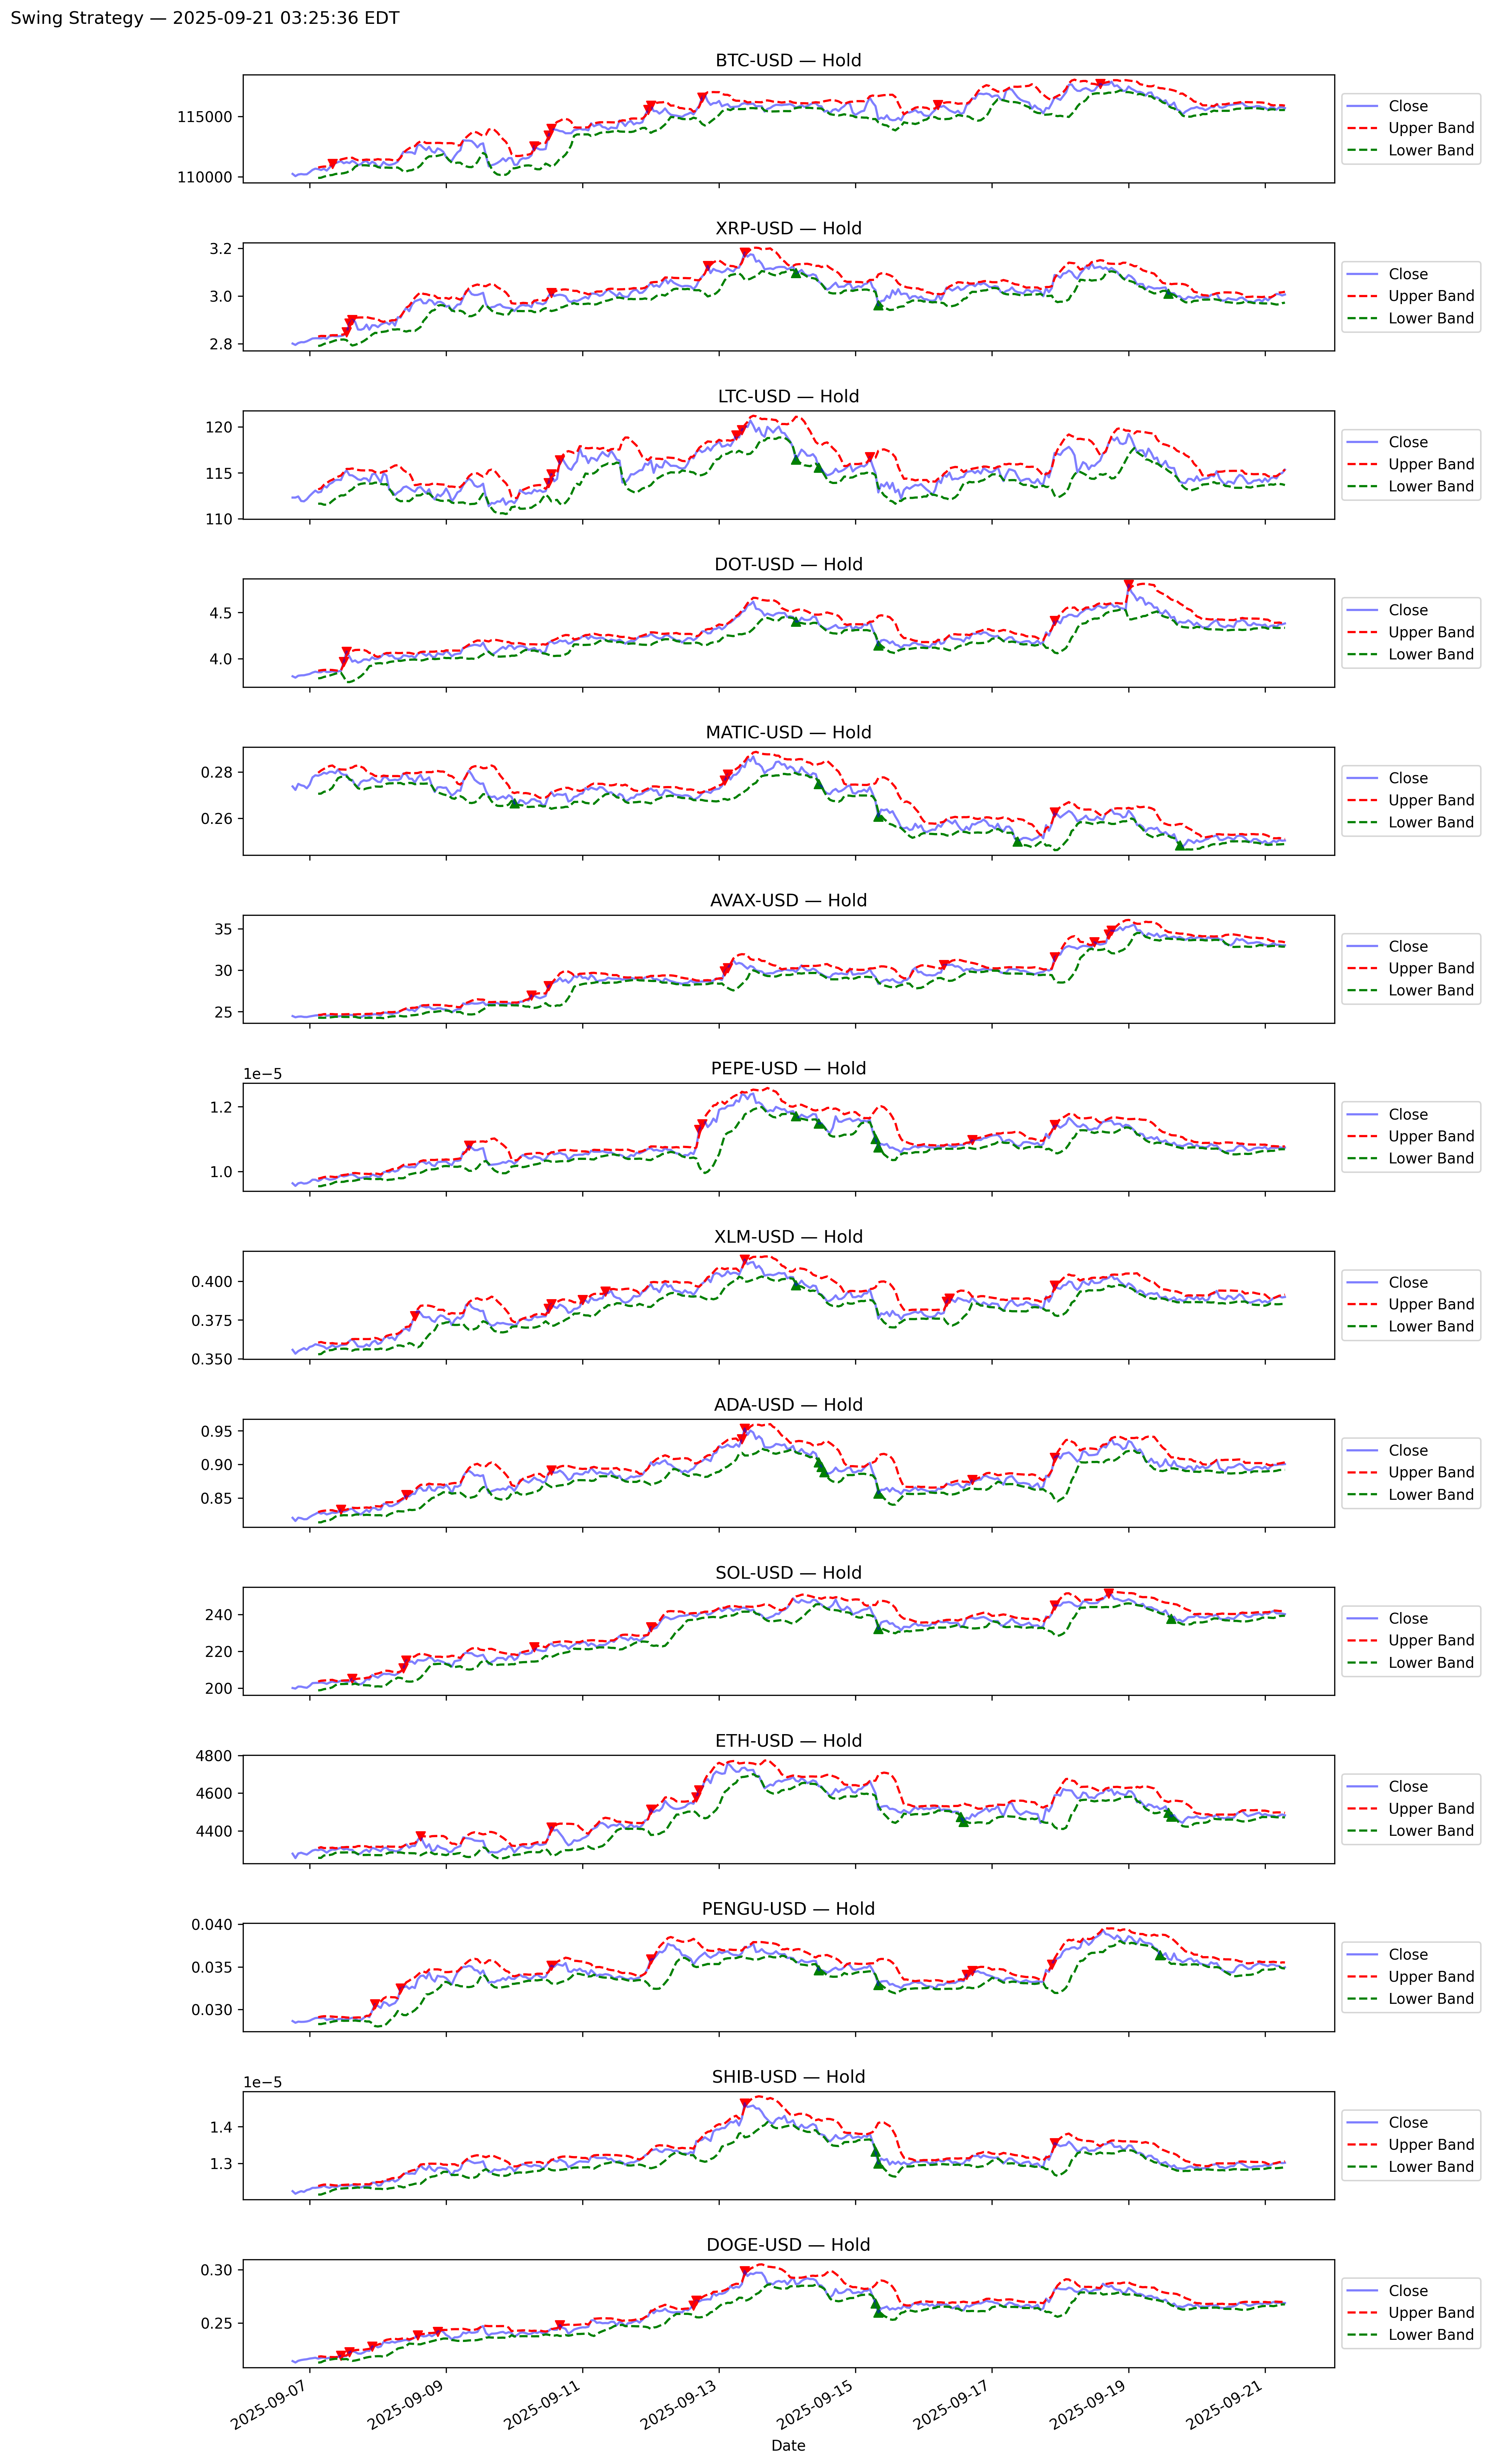 Swing Strategy — 2025-09-21 03:25:36 EDT
BTC-USD — Hold
115000
110000
Close
Upper Band
Lower Band
XRP-USD — Hold
3.2
3.0
2.8
Close
Upper Band
Lower Band
LTC-USD — Hold
120
115
110
Close
Upper Band
Lower Band
DOT-USD — Hold
4.5
4.0
Close
Upper Band
Lower Band
MATIC-USD — Hold
0.28
0.26
Close
Upper Band
Lower Band
AVAX-USD — Hold
35
30
25
Close
Upper Band
Lower Band
PEPE-USD — Hold
1e−5
1.2
1.0
Close
Upper Band
Lower Band
XLM-USD — Hold
0.400
0.375
0.350
Close
Upper Band
Lower Band
ADA-USD — Hold
0.95
0.90
0.85
Close
Upper Band
Lower Band
SOL-USD — Hold
240
220
200
Close
Upper Band
Lower Band
ETH-USD — Hold
4800
4600
4400
Close
Upper Band
Lower Band
PENGU-USD — Hold
0.040
0.035
0.030
Close
Upper Band
Lower Band
SHIB-USD — Hold
1e−5
1.4
1.3
Close
Upper Band
Lower Band
DOGE-USD — Hold
0.30
0.25
Close
Upper Band
Lower Band
2025-09-07
2025-09-09
2025-09-11
2025-09-13
2025-09-15
2025-09-17
2025-09-19
2025-09-21
Date